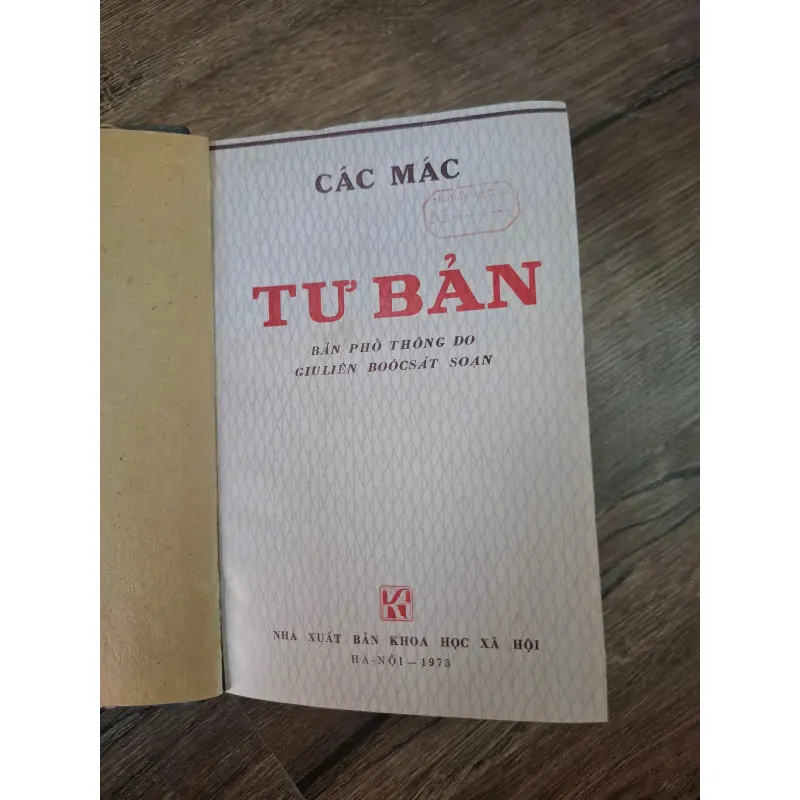 CÁC MÁC
TƯ BẢN
BẢN PHỔ THÔNG DO
GIULIÊN BOÓCSÁT SOẠN
NHÀ XUẤT BẢN KHOA HỌC XÃ HỘI
HÀ-NỘI — 1973